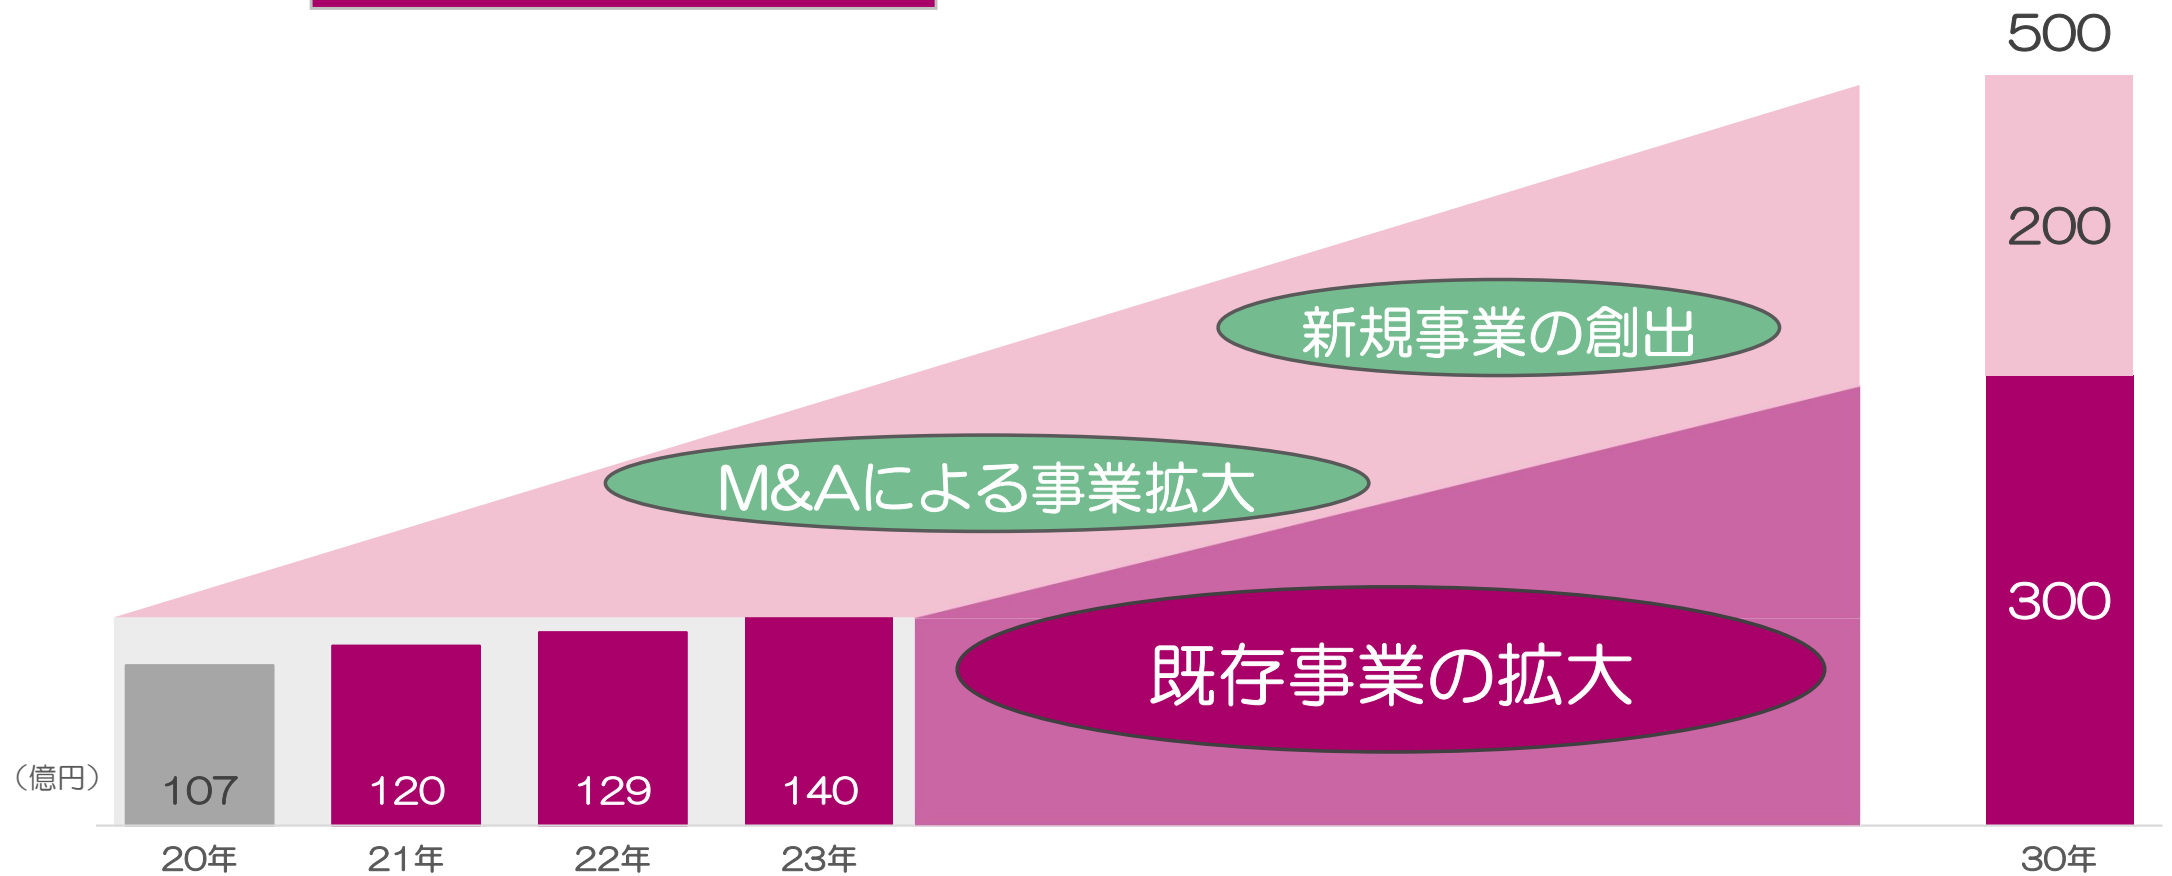 500
200
新規事業の創出
M&Aによる事業拡大
300
既存事業の拡大
（億円）
107
120
129
140
20年
21年
22年
23年
30年